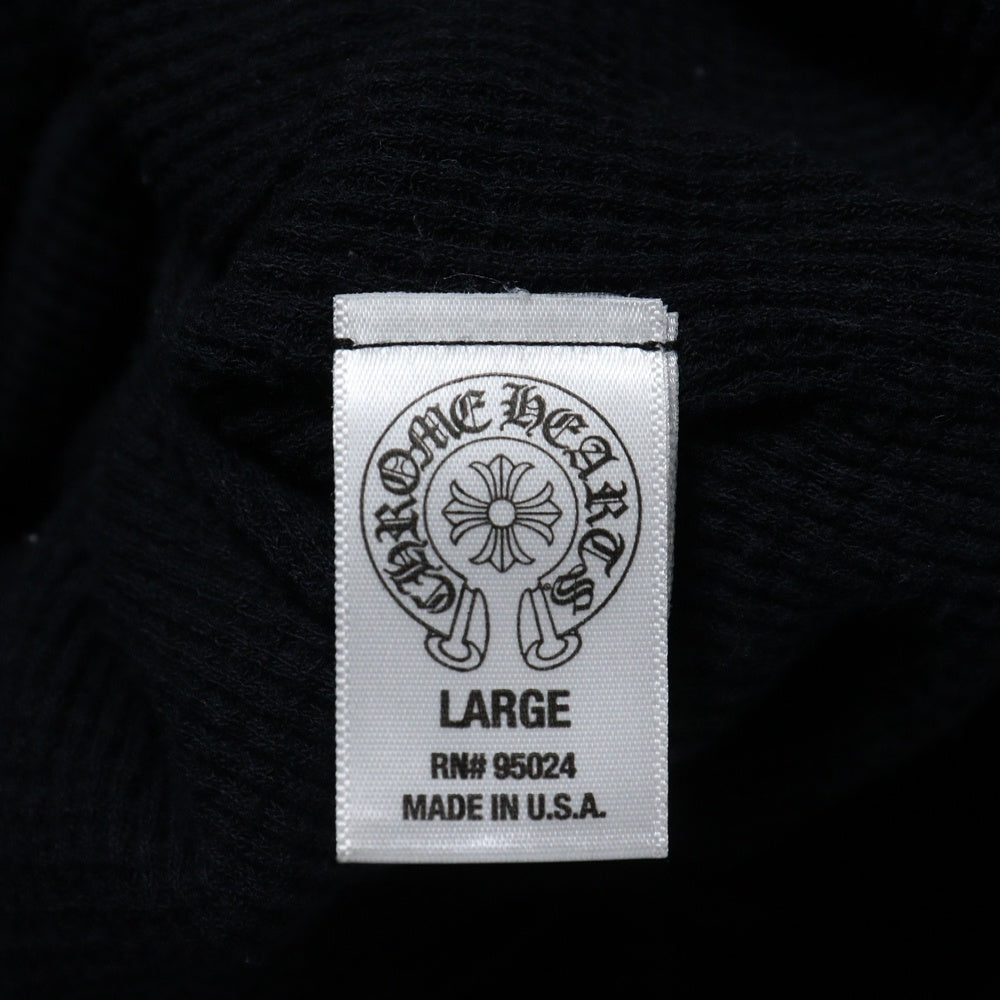 CHROME HEARTS
LARGE
RN# 95024
MADE IN U.S.A.